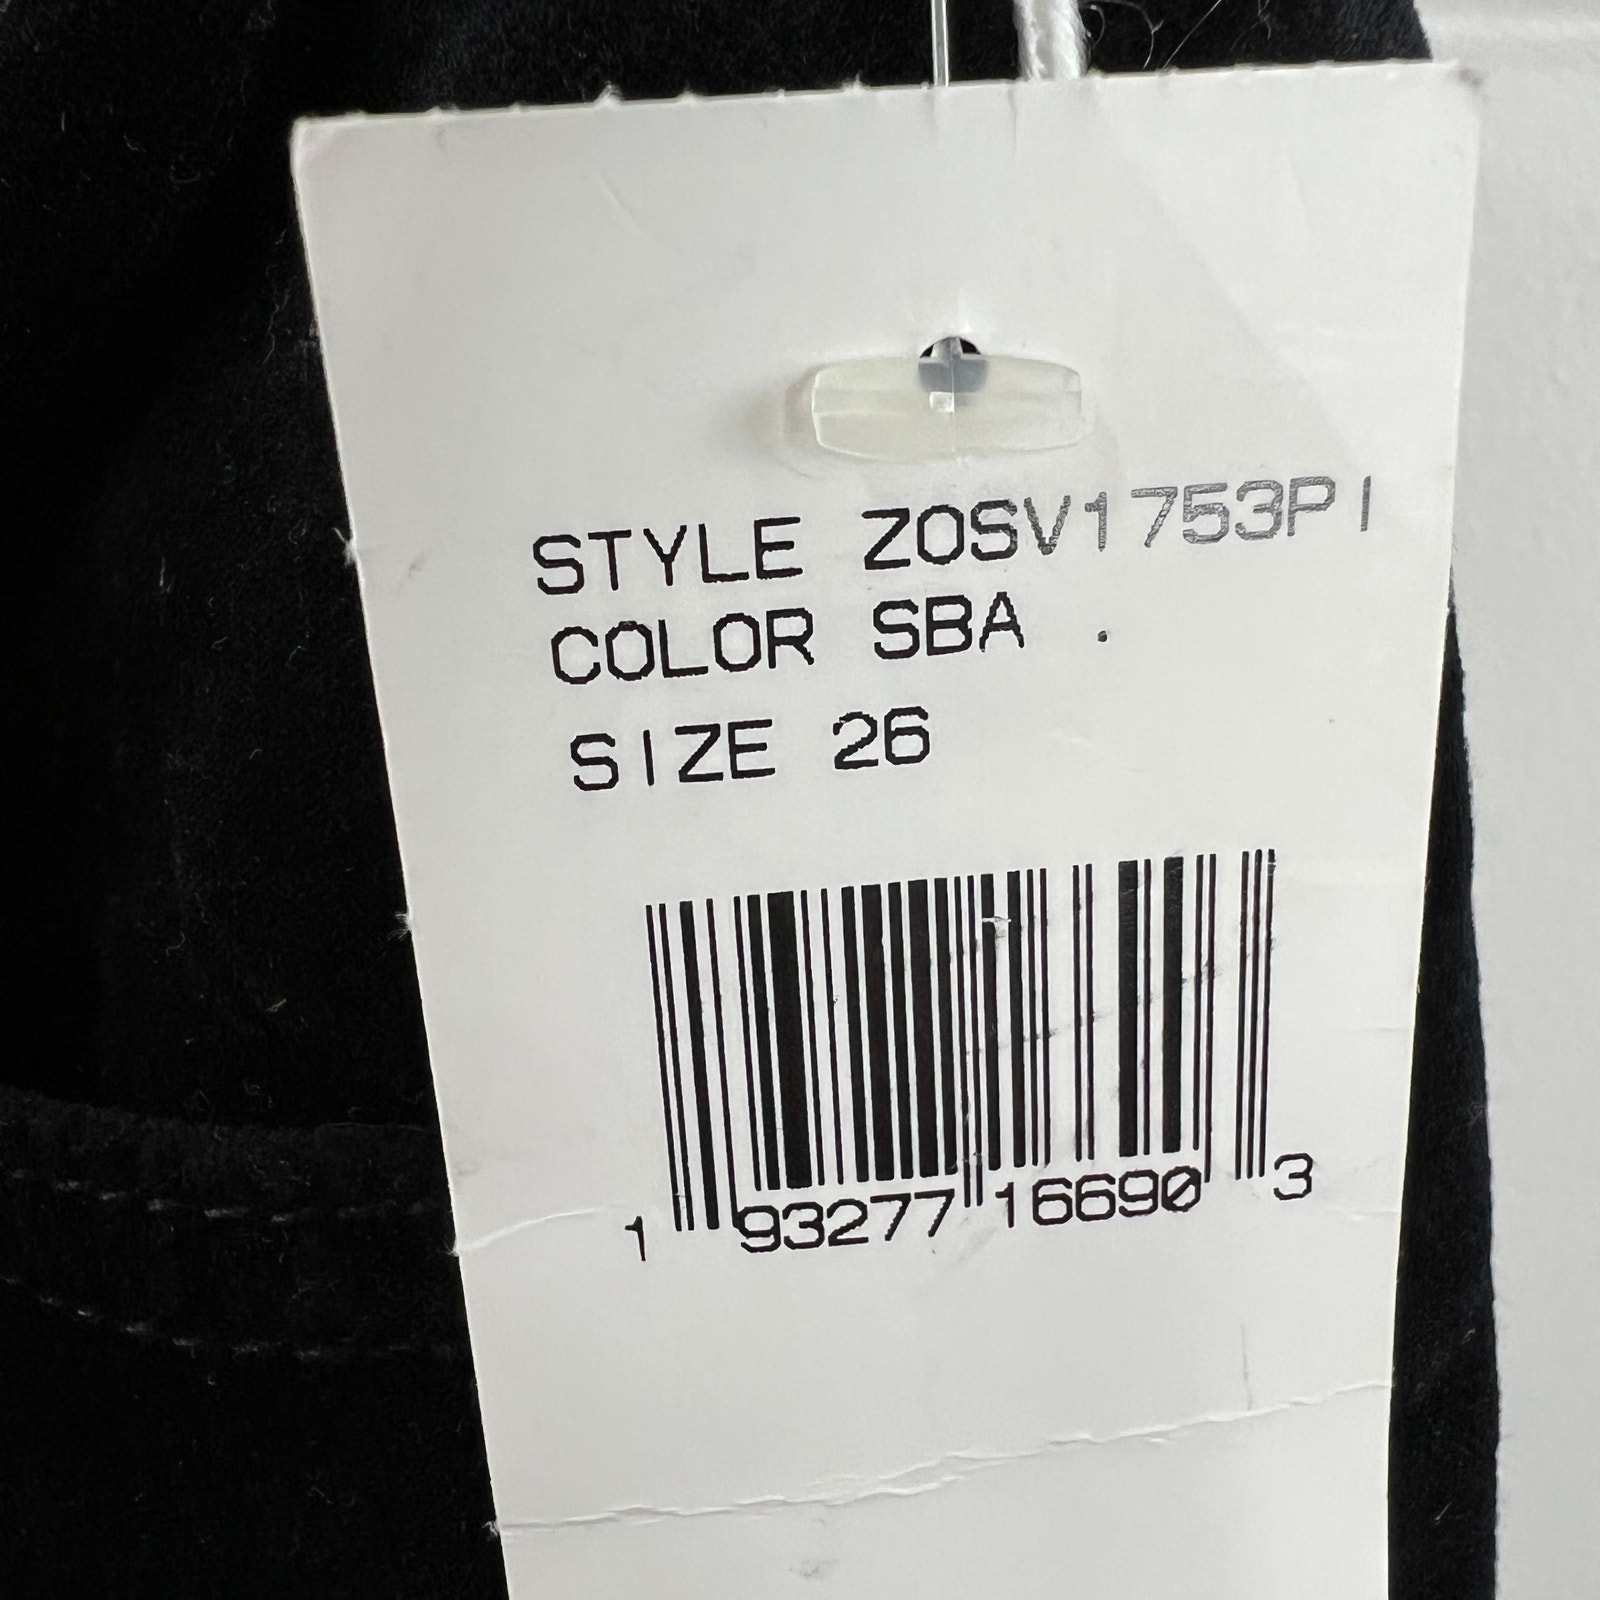 STYLE ZOSV1753PI
COLOR SBA .
SIZE 26
1 93277 16690 3